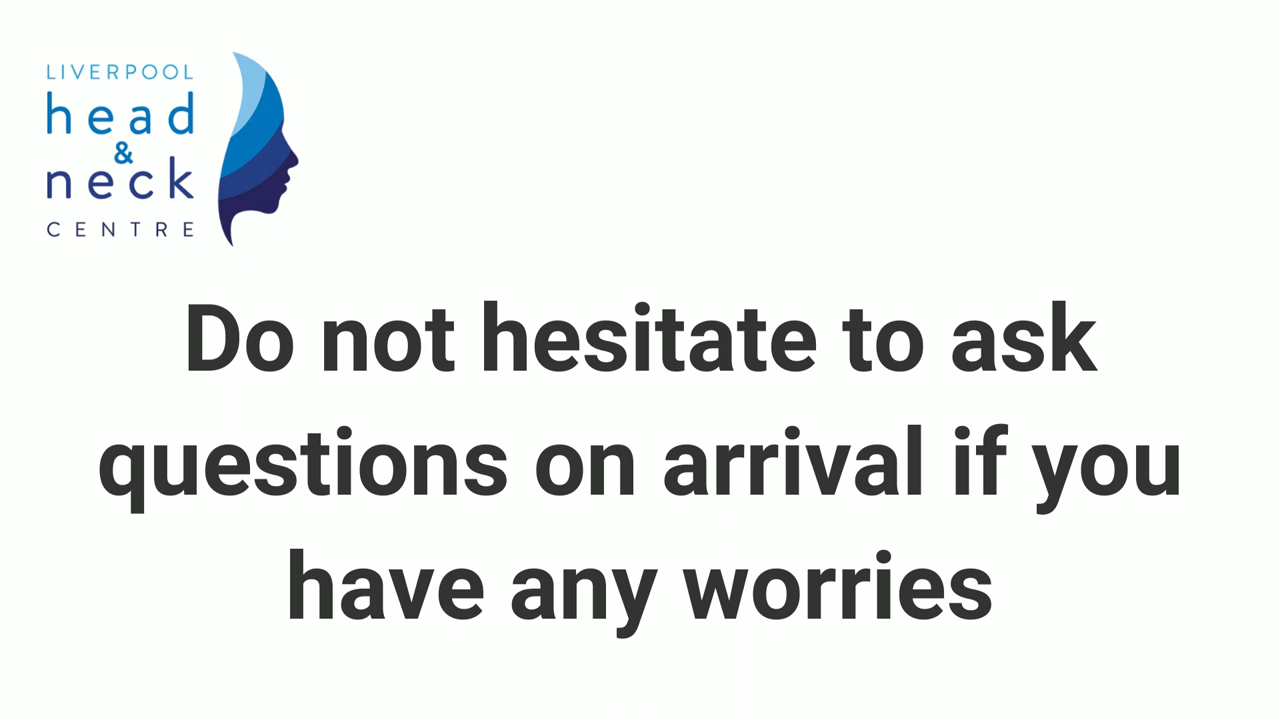 LIVERPOOL
head
&
neck
CENTRE
Do not hesitate to ask
questions on arrival if you
have any worries